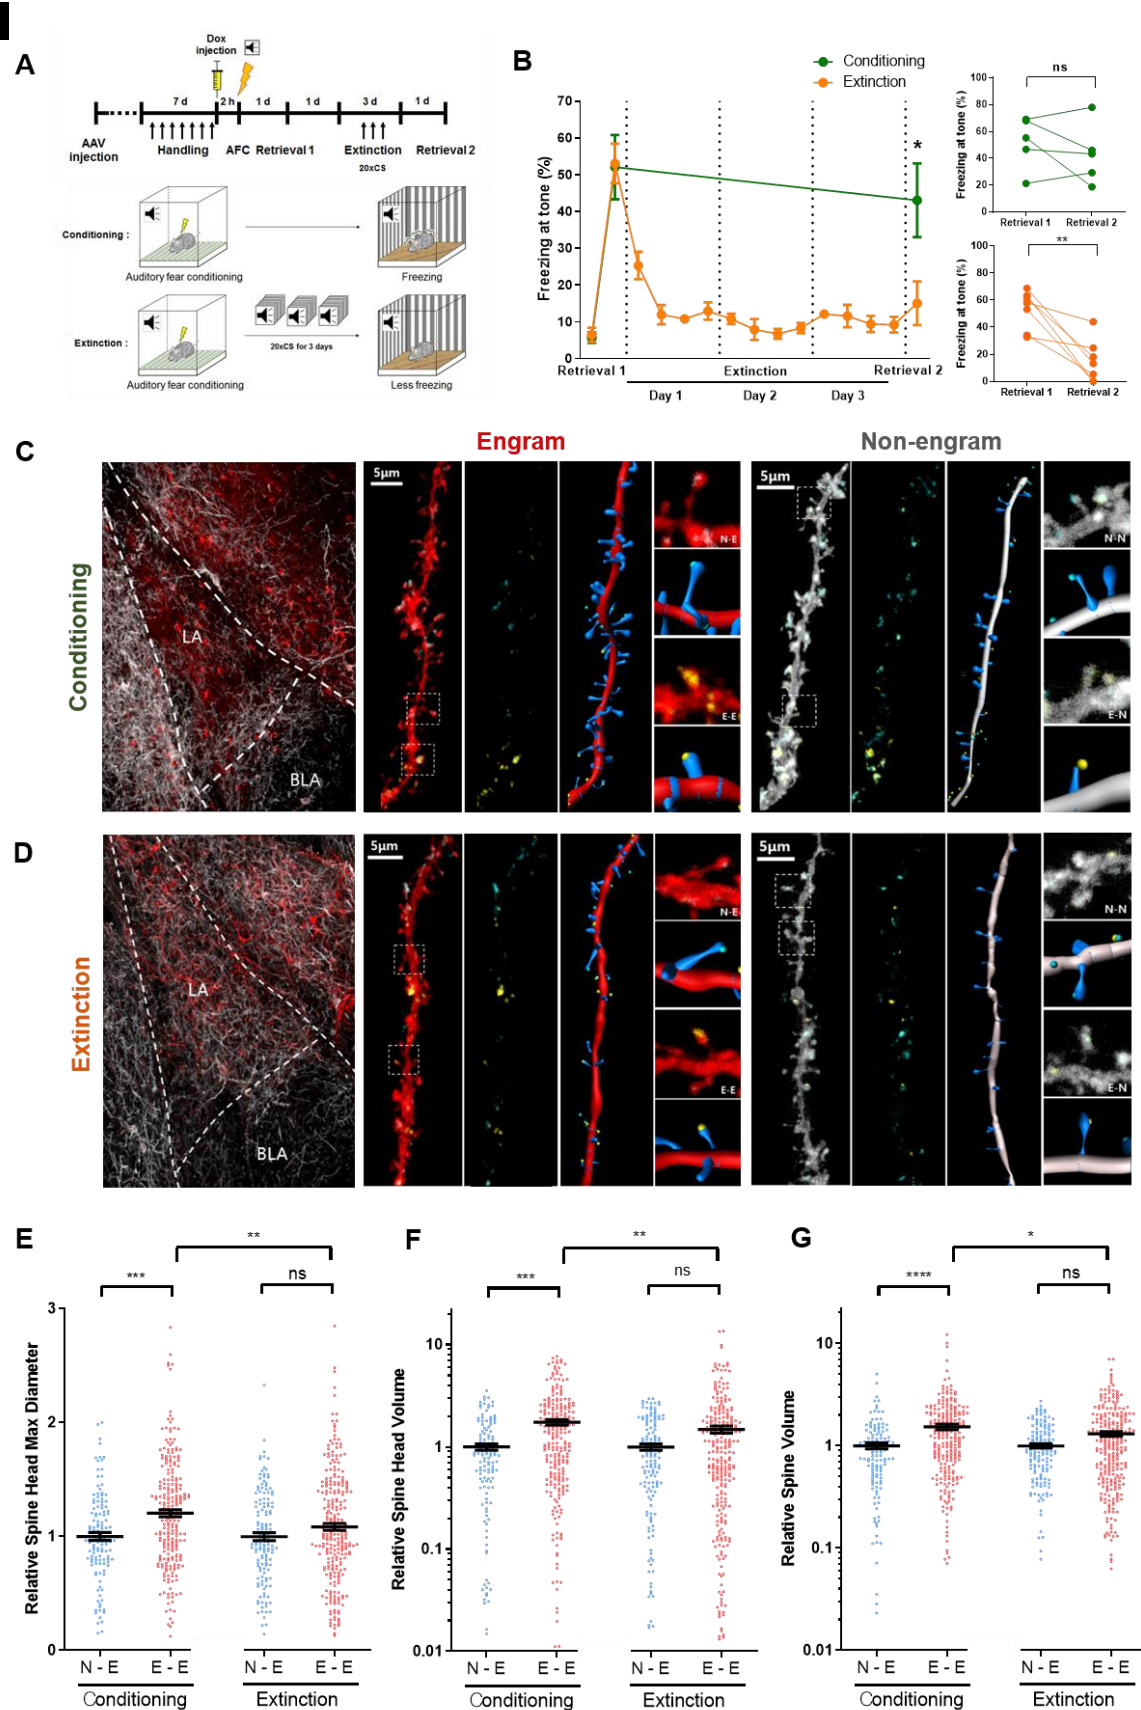 A
Dox
injection
7 d
2 h
1 d
1 d
3 d
1 d
AAV
injection
Handling
AFC
Retrieval 1
Extinction
20xCS
Retrieval 2
Conditioning :
Auditory fear conditioning
Freezing
Extinction :
20xCS for 3 days
Auditory fear conditioning
Less freezing
B
Conditioning
Extinction
Freezing at tone (%)
70
60
50
40
30
20
10
0
*
Retrieval 1
Extinction
Retrieval 2
Day 1
Day 2
Day 3
ns
Freezing at tone (%)
100
80
60
40
20
0
Retrieval 1
Retrieval 2
**
Freezing at tone (%)
100
80
60
40
20
0
Retrieval 1
Retrieval 2
C
Engram
Non-engram
Conditioning
LA
BLA
5μm
N-E
E-E
5μm
N-N
E-N
D
Extinction
LA
BLA
5μm
N-E
E-E
5μm
N-N
E-N
E
**
***
ns
Relative Spine Head Max Diameter
3
2
1
0
N - E
E - E
N - E
E - E
Conditioning
Extinction
F
**
***
ns
Relative Spine Head Volume
10
1
0.1
0.01
N - E
E - E
N - E
E - E
Conditioning
Extinction
G
*
****
ns
Relative Spine Volume
10
1
0.1
0.01
N - E
E - E
N - E
E - E
Conditioning
Extinction